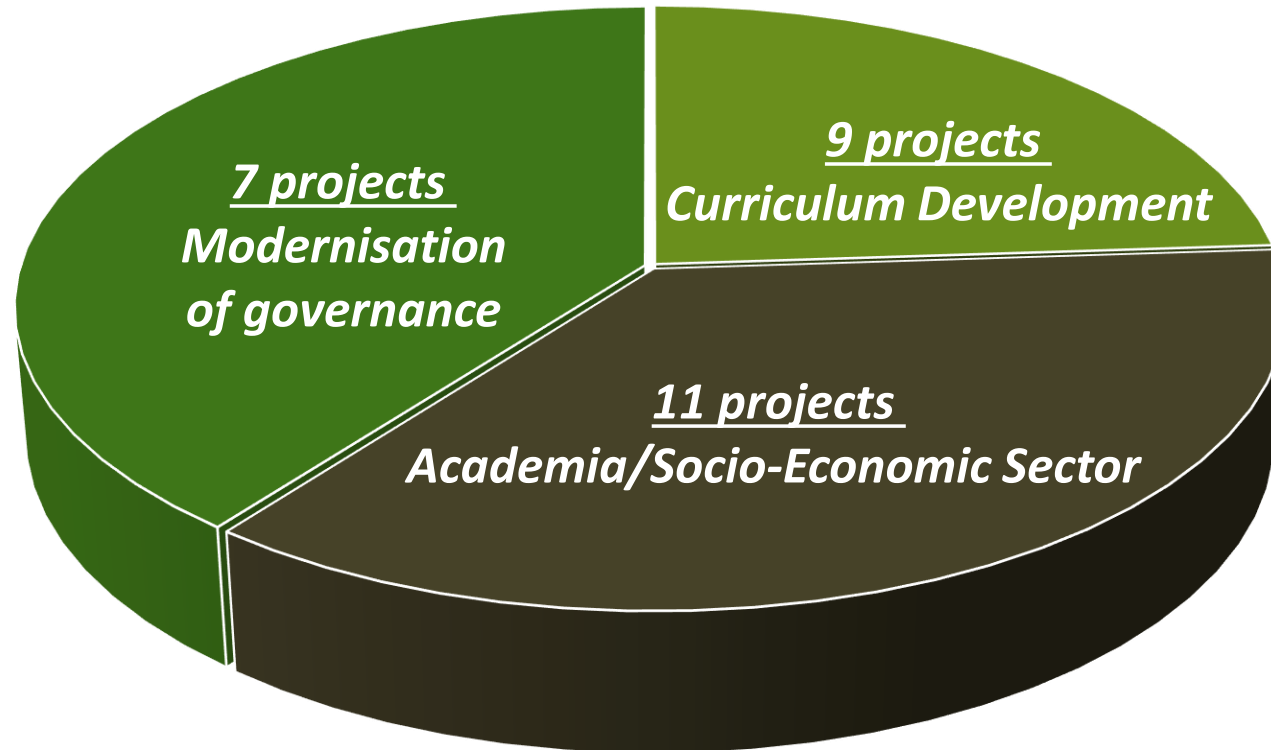 9 projects
Curriculum Development
7 projects
Modernisation
of governance
11 projects
Academia/Socio-Economic Sector